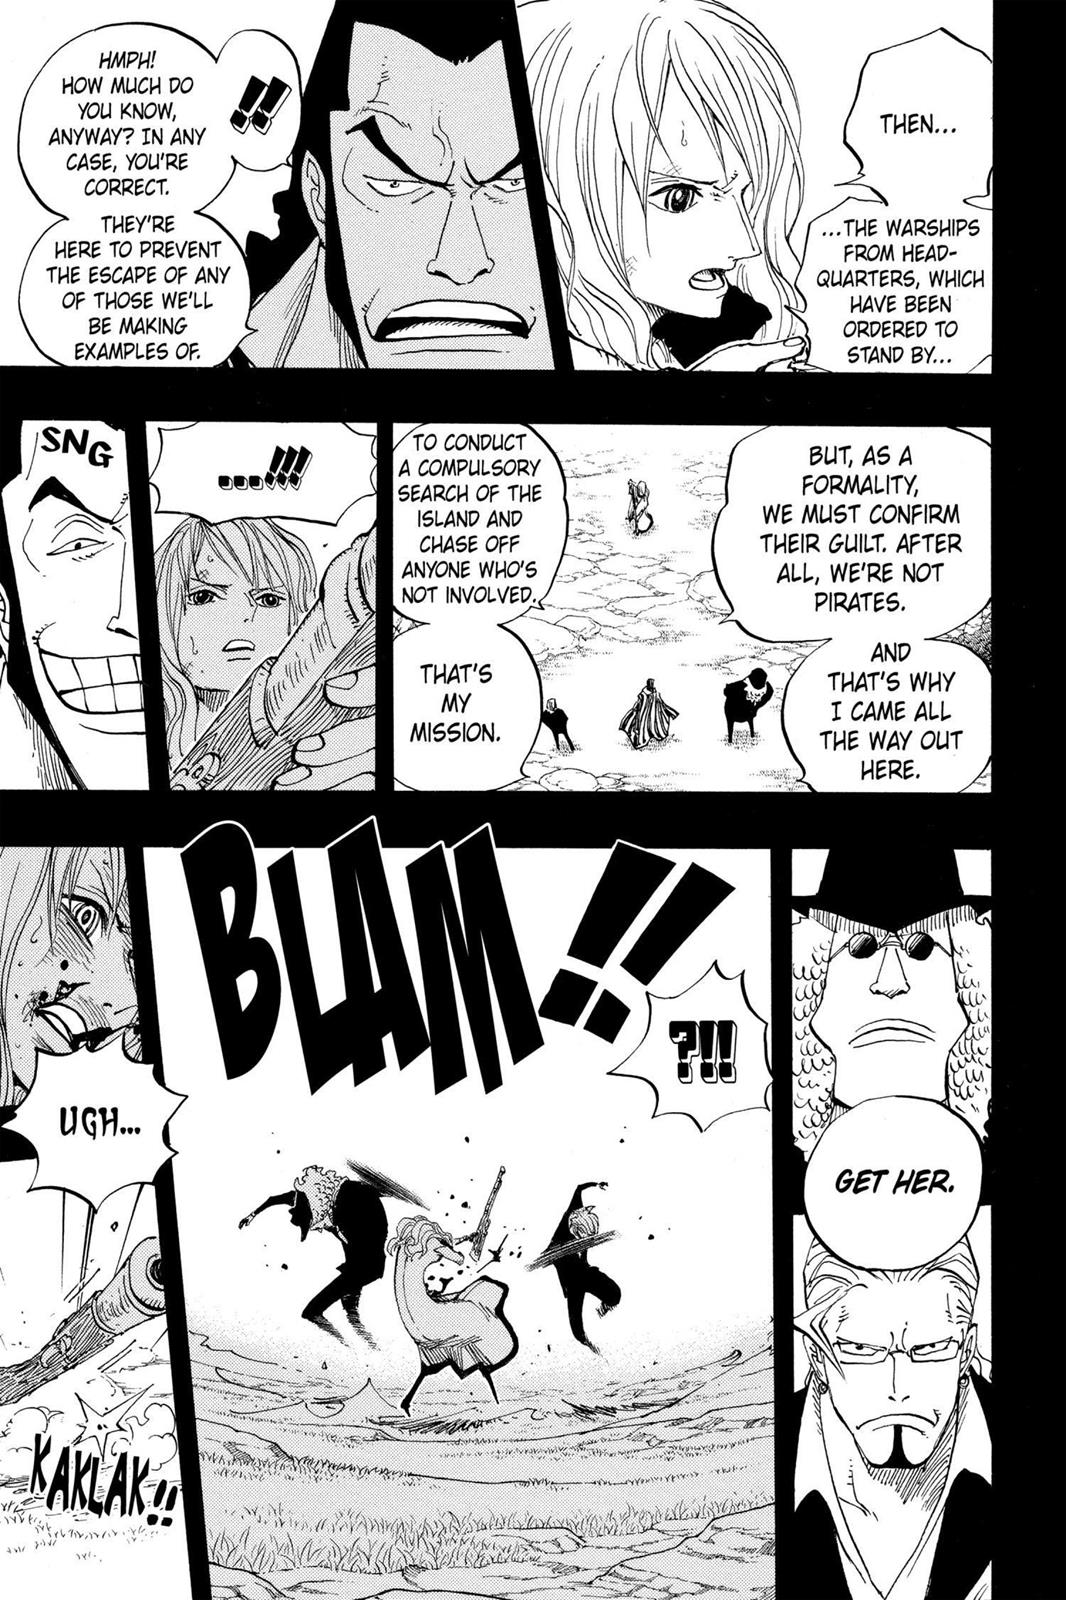 THEN...
...THE WARSHIPS
FROM HEAD-
QUARTERS, WHICH
HAVE BEEN
ORDERED TO
STAND BY...
!!
HMPH!
HOW MUCH DO
YOU KNOW,
ANYWAY? IN ANY
CASE, YOU'RE
CORRECT.
THEY'RE
HERE TO PREVENT
THE ESCAPE OF ANY
OF THOSE WE'LL
BE MAKING
EXAMPLES OF.
BUT, AS A
FORMALITY,
WE MUST CONFIRM
THEIR GUILT. AFTER
ALL, WE'RE NOT
PIRATES.
AND
THAT'S WHY
I CAME ALL
THE WAY OUT
HERE.
TO CONDUCT
A COMPULSORY
SEARCH OF THE
ISLAND AND
CHASE OFF
ANYONE WHO'S
NOT INVOLVED.
THAT'S
MY
MISSION.
...!!!
SNG
GET HER.
?!!
BLAM!!
UGH...
KAKLAK!!